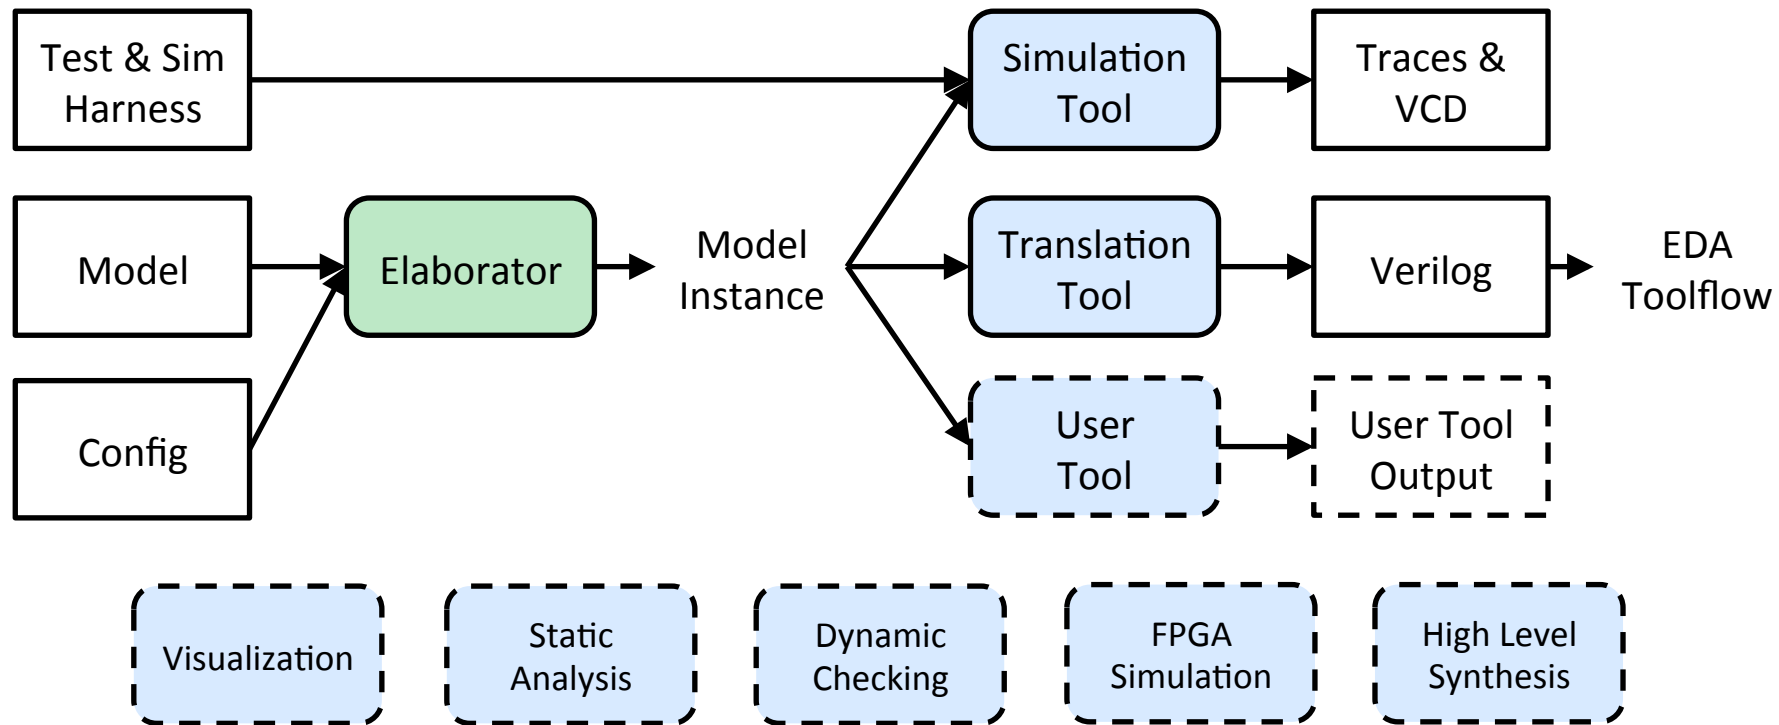 Test & Sim
Harness
Simulation
Tool
Traces &
VCD
Model
Elaborator
Model
Instance
Translation
Tool
Verilog
EDA
Toolflow
Config
User
Tool
User Tool
Output
Visualization
Static
Analysis
Dynamic
Checking
FPGA
Simulation
High Level
Synthesis